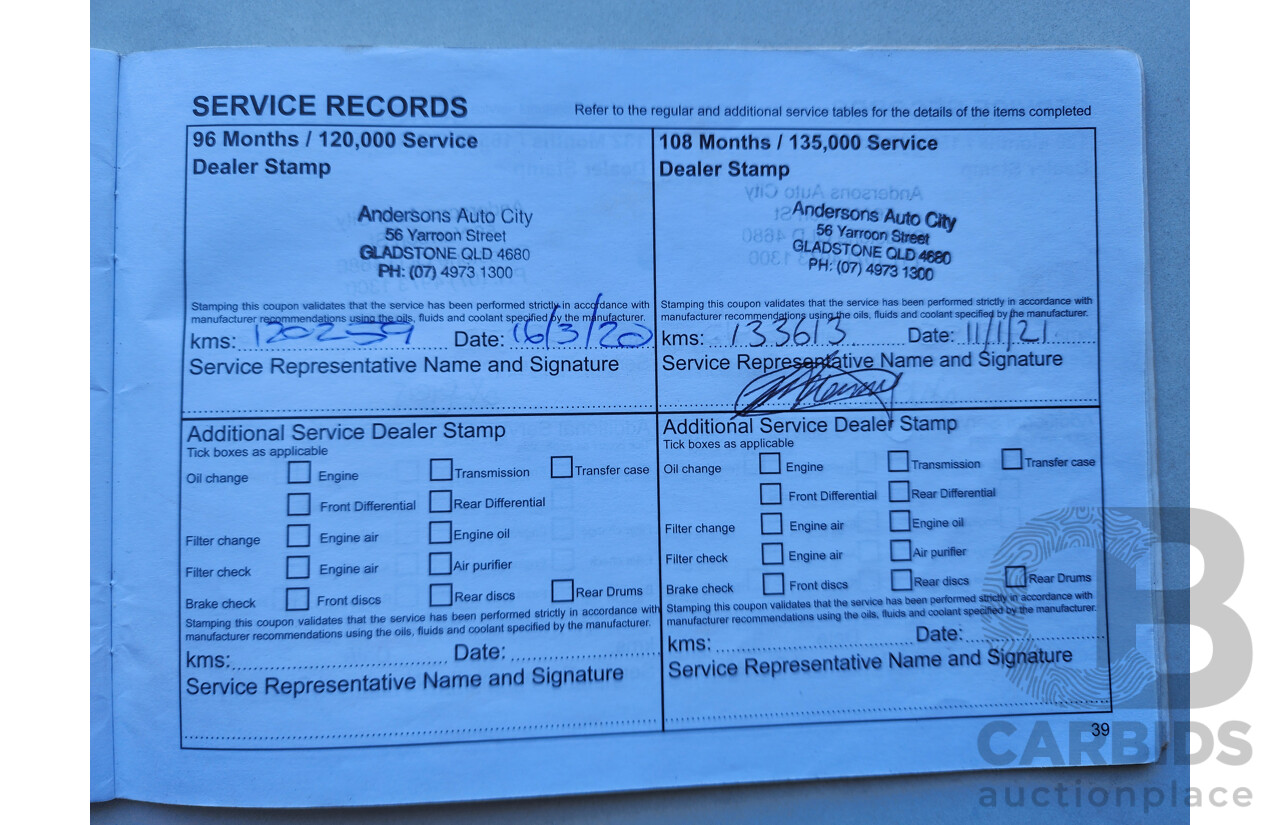 SERVICE RECORDS
Refer to the regular and additional service tables for the details of the items completed
96 Months / 120,000 Service
Dealer Stamp
Andersons Auto City
56 Yarroon Street
GLADSTONE QLD 4680
PH: (07) 4973 1300
Stamping this coupon validates that the service has been performed strictly in accordance with
manufacturer recommendations using the oils, fluids and coolant specified by the manufacturer.
kms: 120259 Date: 16/3/20
Service Representative Name and Signature
Additional Service Dealer Stamp
Tick boxes as applicable
Oil change Engine Transmission Transfer case
Front Differential Rear Differential
Filter change Engine air Engine oil
Filter check Engine air Air purifier
Brake check Front discs Rear discs Rear Drums
Stamping this coupon validates that the service has been performed strictly in accordance with
manufacturer recommendations using the oils, fluids and coolant specified by the manufacturer.
kms: Date:
Service Representative Name and Signature
108 Months / 135,000 Service
Dealer Stamp
Andersons Auto City
56 Yarroon Street
GLADSTONE QLD 4680
PH: (07) 4973 1300
Stamping this coupon validates that the service has been performed strictly in accordance with
manufacturer recommendations using the oils, fluids and coolant specified by the manufacturer.
kms: 133613 Date: 11/1/21
Service Representative Name and Signature
Additional Service Dealer Stamp
Tick boxes as applicable
Oil change Engine Transmission Transfer case
Front Differential Rear Differential
Filter change Engine air Engine oil
Filter check Engine air Air purifier
Brake check Front discs Rear discs Rear Drums
Stamping this coupon validates that the service has been performed strictly in accordance with
manufacturer recommendations using the oils, fluids and coolant specified by the manufacturer.
kms: Date:
Service Representative Name and Signature
39
CB
CARBIDS
auctionplace